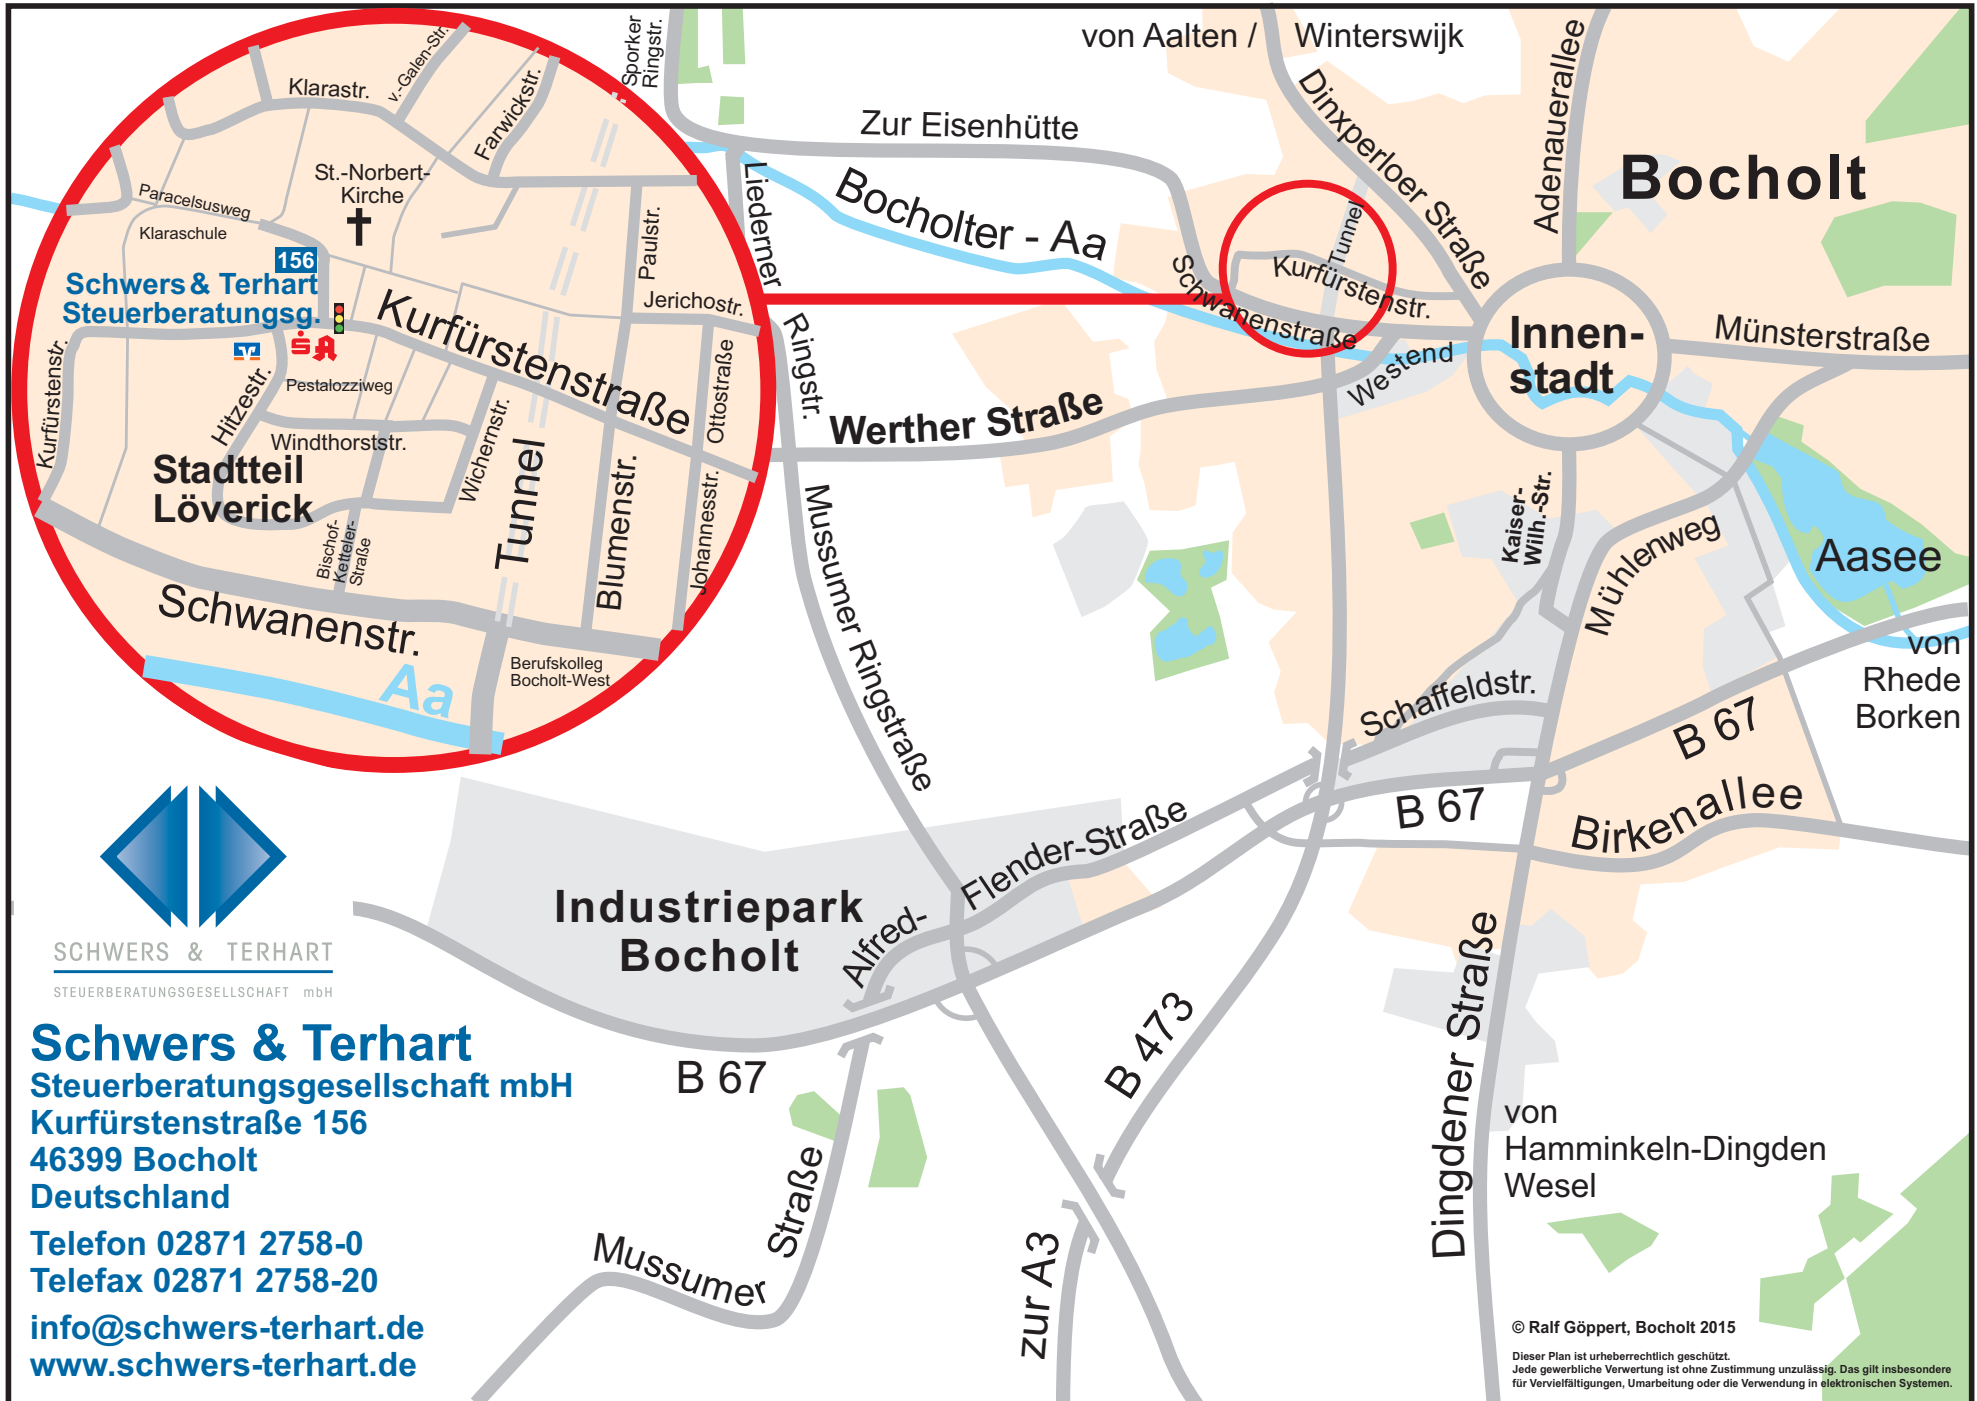 Sporker
Ringstr.
von Aalten / Winterswijk
Adenauerallee
Dinxperloer Straße
Klarastr.
v.-Galen-Str.
Farwickstr.
Zur Eisenhütte
Bocholt
St.-Norbert-
Kirche
Paracelsusweg
Klaraschule
Liederner
Ringstr.
Bocholter - Aa
Tunnel
Kurfürstenstr.
Schwanenstraße
Westend
Innen-
stadt
Münsterstraße
156
Schwers & Terhart
Steuerberatungsg.
S
Kurfürstenstraße
Paulstr.
Jerichostr.
Ottostraße
Kurfürstenstr.
Hitzestr.
Pestalozziweg
Windthorststr.
Wichernstr.
Stadtteil
Löverick
Tunnel
Blumenstr.
Johannesstr.
Bischof-
Ketteler-
Straße
Schwanenstr.
Aa
Berufskolleg
Bocholt-West
Werther Straße
Mussumer Ringstraße
Kaiser-
Wilh.-Str.
Mühlenweg
Aasee
von
Rhede
Borken
Schaffeldstr.
B 67
B 67
Birkenallee
Alfred-
Flender-Straße
Industriepark
Bocholt
B 67
B 473
Dingdener Straße
von
Hamminkeln-Dingden
Wesel
Mussumer
Straße
zur A3
SCHWERS & TERHART
STEUERBERATUNGSGESELLSCHAFT mbH
Schwers & Terhart
Steuerberatungsgesellschaft mbH
Kurfürstenstraße 156
46399 Bocholt
Deutschland
Telefon 02871 2758-0
Telefax 02871 2758-20
info@schwers-terhart.de
www.schwers-terhart.de
© Ralf Göppert, Bocholt 2015
Dieser Plan ist urheberrechtlich geschützt.
Jede gewerbliche Verwertung ist ohne Zustimmung unzulässig. Das gilt insbesondere
für Vervielfältigungen, Umarbeitung oder die Verwendung in elektronischen Systemen.